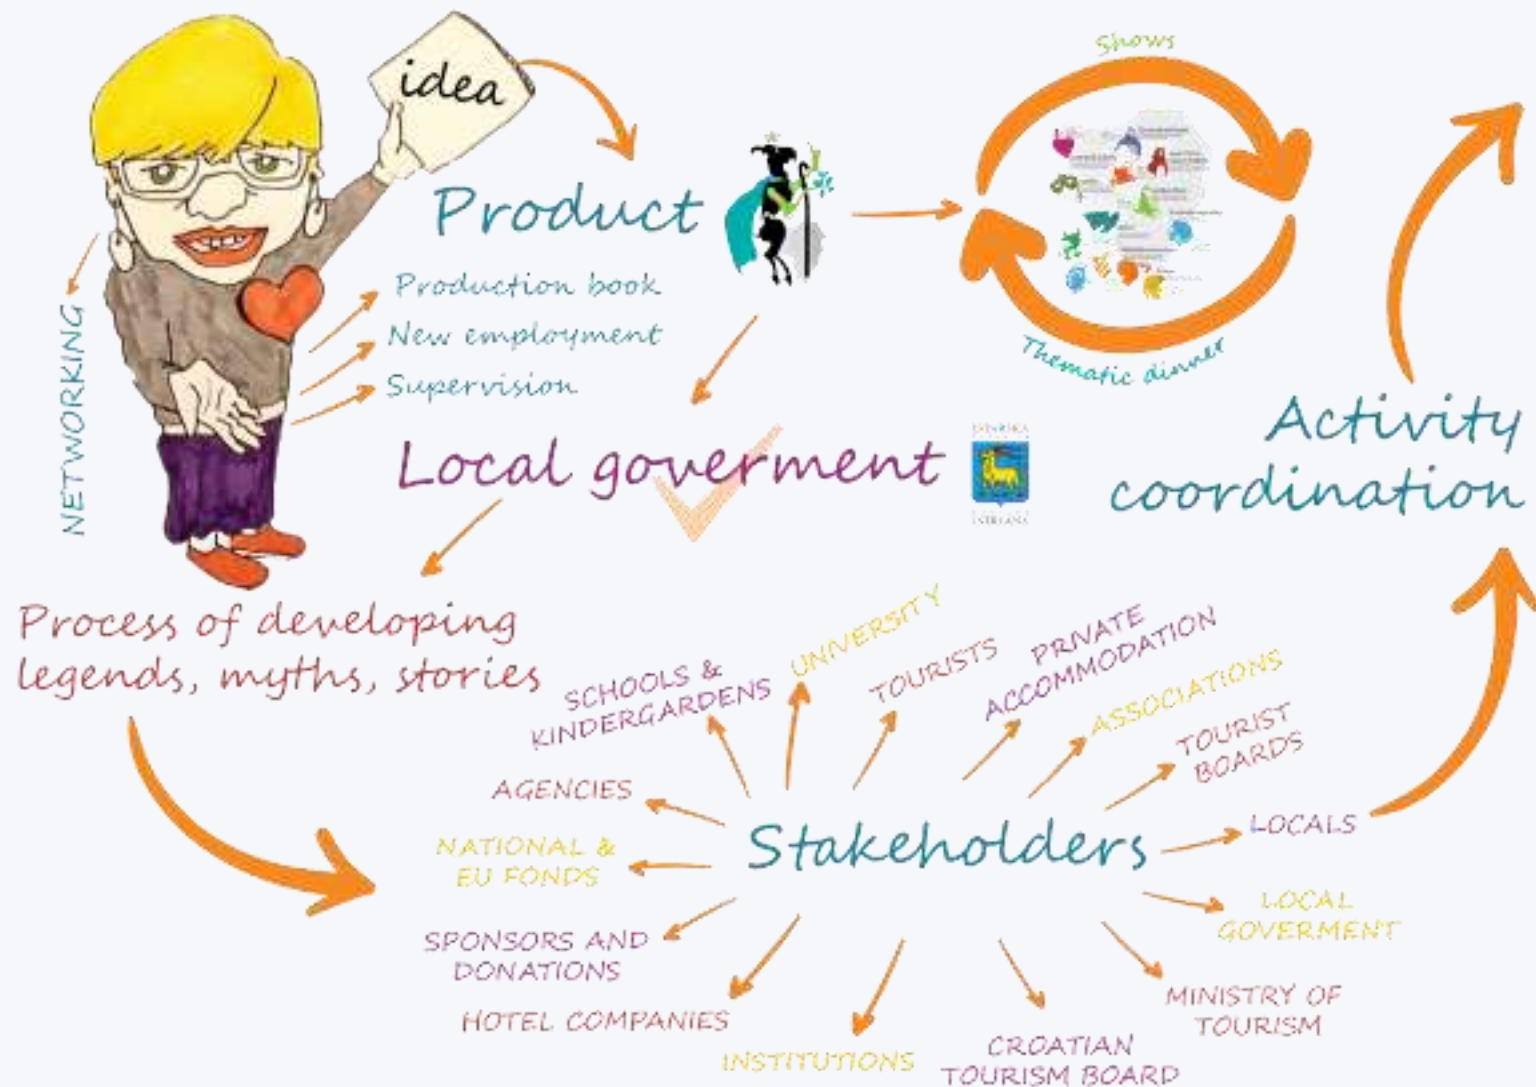 idea
Shows
Product
Production book
New employment
Supervision
NETWORKING
Thematic dinner
Local goverment
Activity
coordination
Process of developing
legends, myths, stories
SCHOOLS &
KINDERGARDENS
UNIVERSITY
TOURISTS
PRIVATE
ACCOMMODATION
ASSOCIATIONS
TOURIST
BOARDS
AGENCIES
Stakeholders
LOCALS
NATIONAL &
EU FONDS
LOCAL
GOVERMENT
SPONSORS AND
DONATIONS
HOTEL COMPANIES
MINISTRY OF
TOURISM
INSTITUTIONS
CROATIAN
TOURISM BOARD